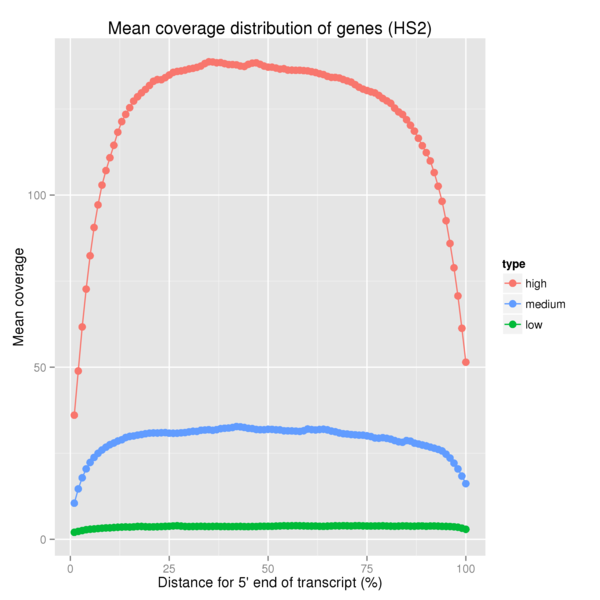 Mean coverage distribution of genes (HS2)
Mean coverage
100
50
0
0 25 50 75 100
Distance for 5' end of transcript (%)
type
high
medium
low